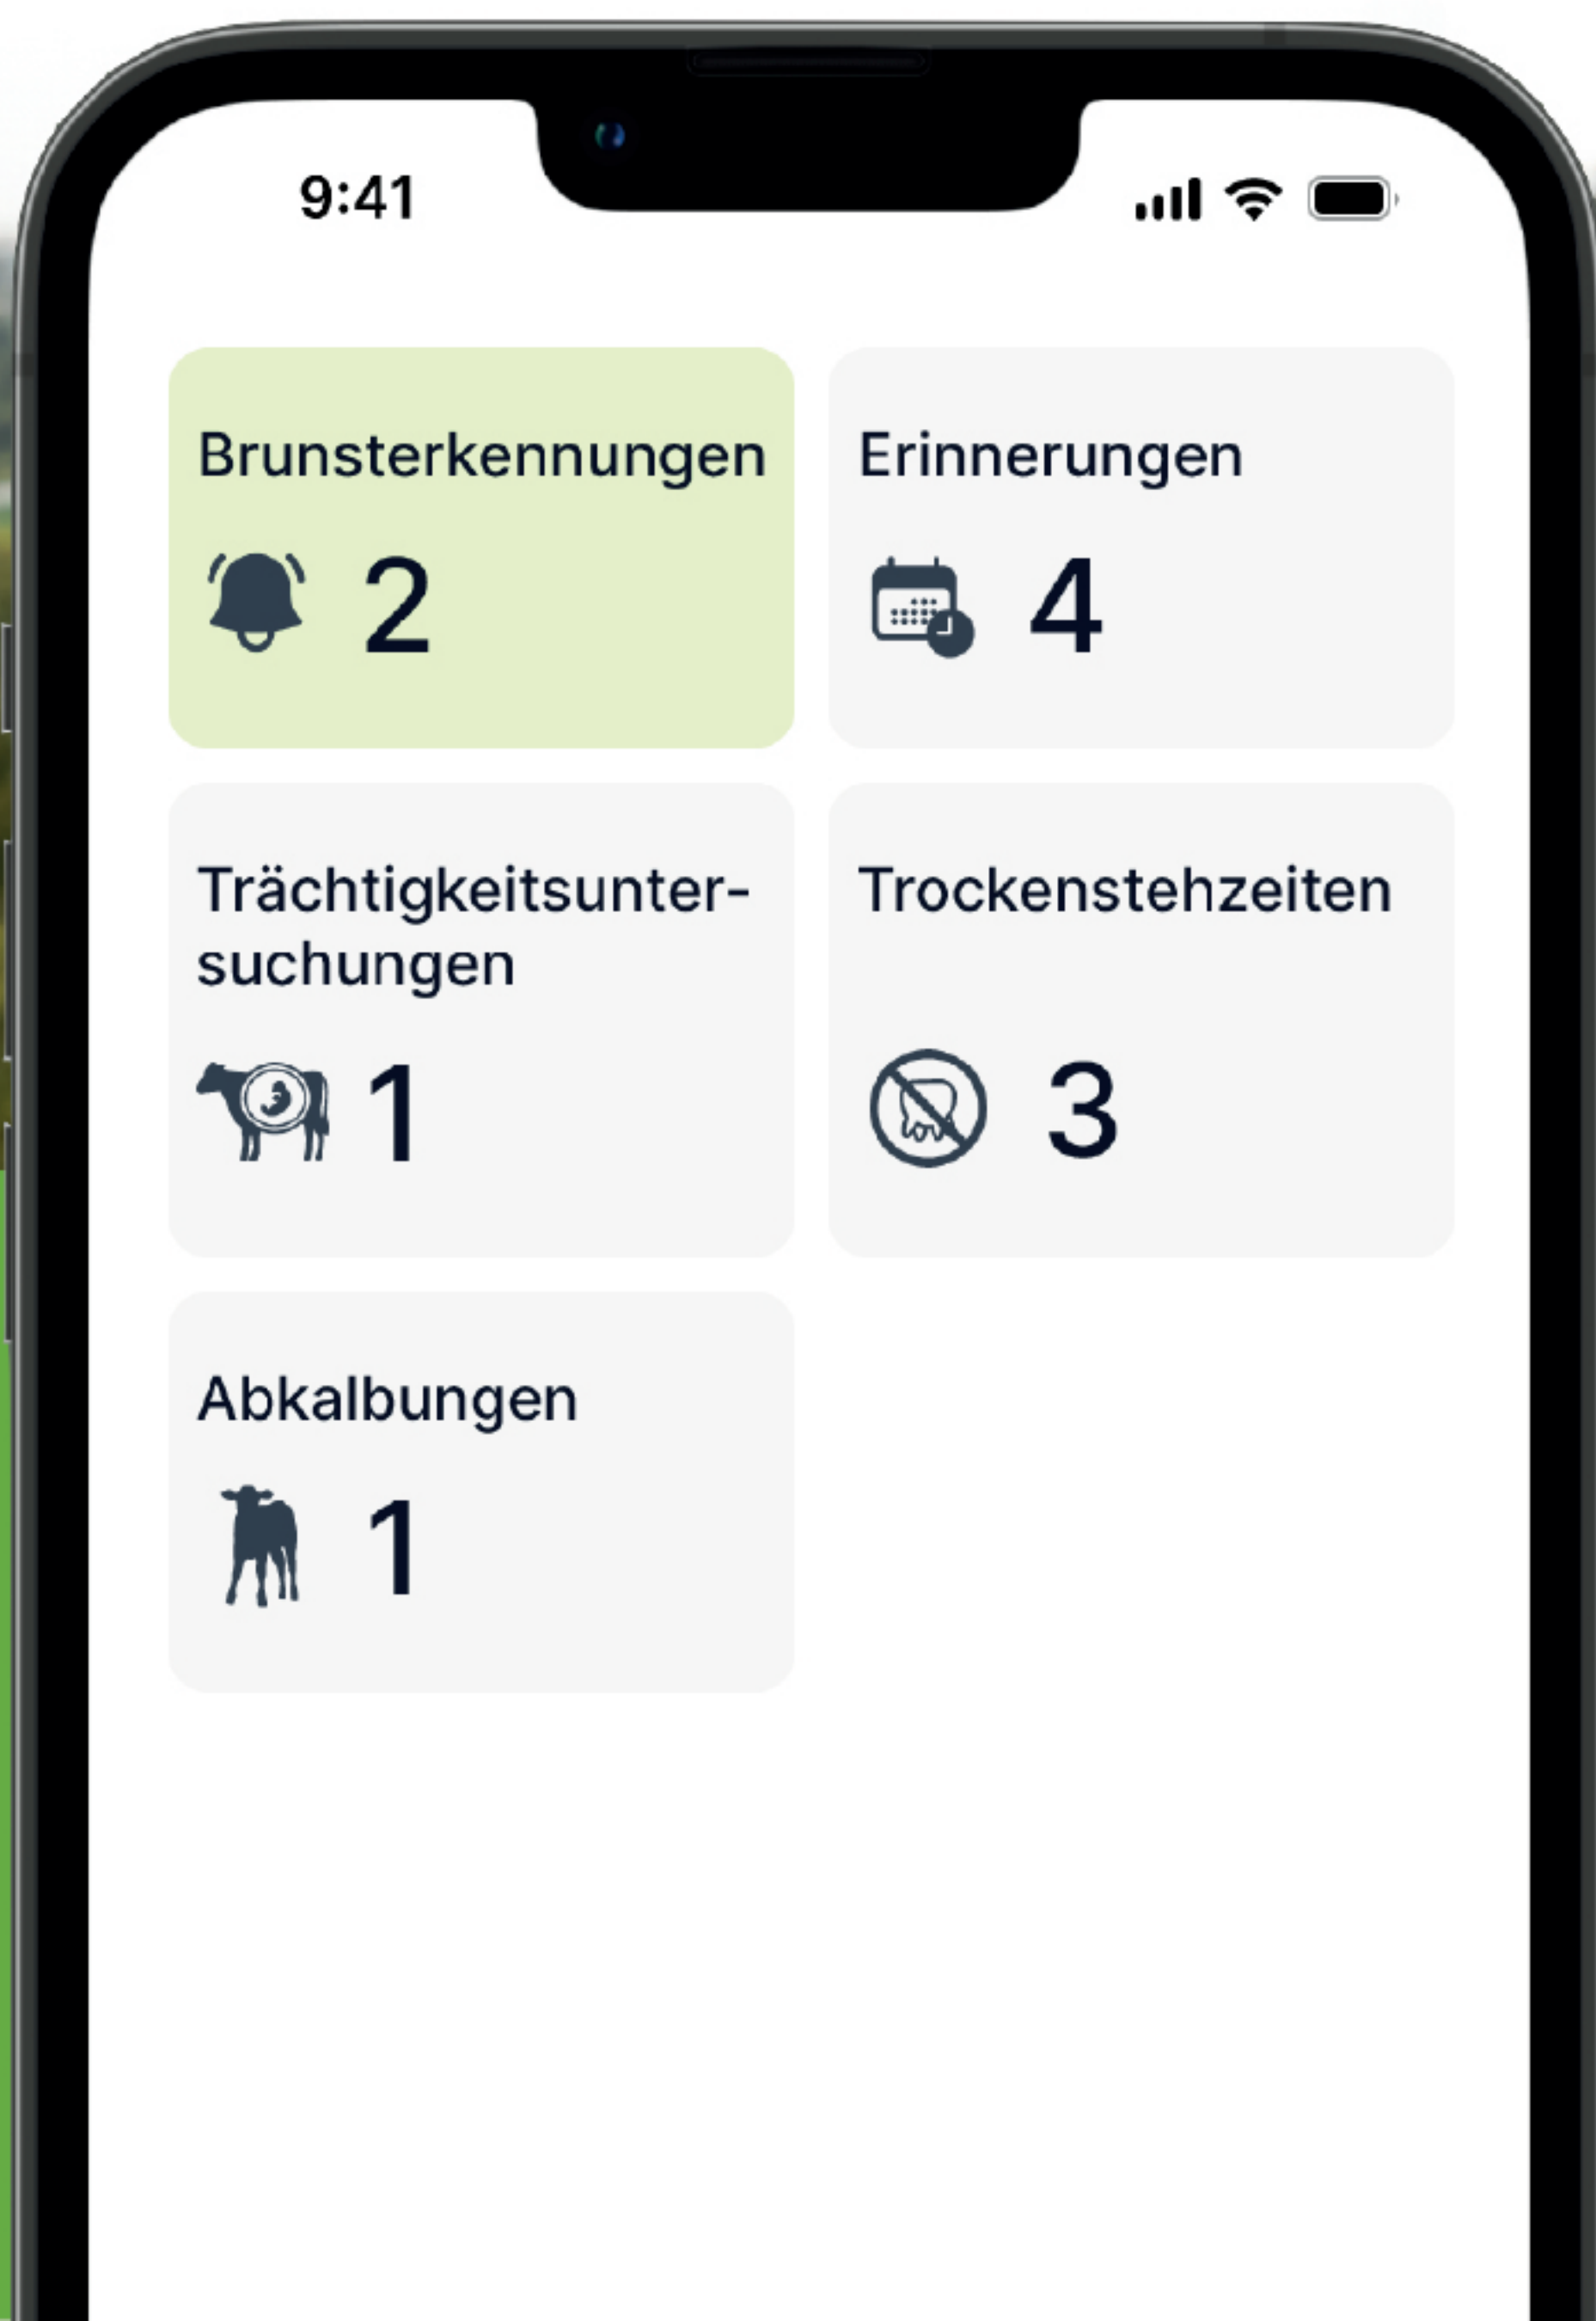 9:41
Brunsterkennungen
2
Erinnerungen
4
Trächtigkeitsunter-
suchungen
1
Trockenstehzeiten
3
Abkalbungen
1